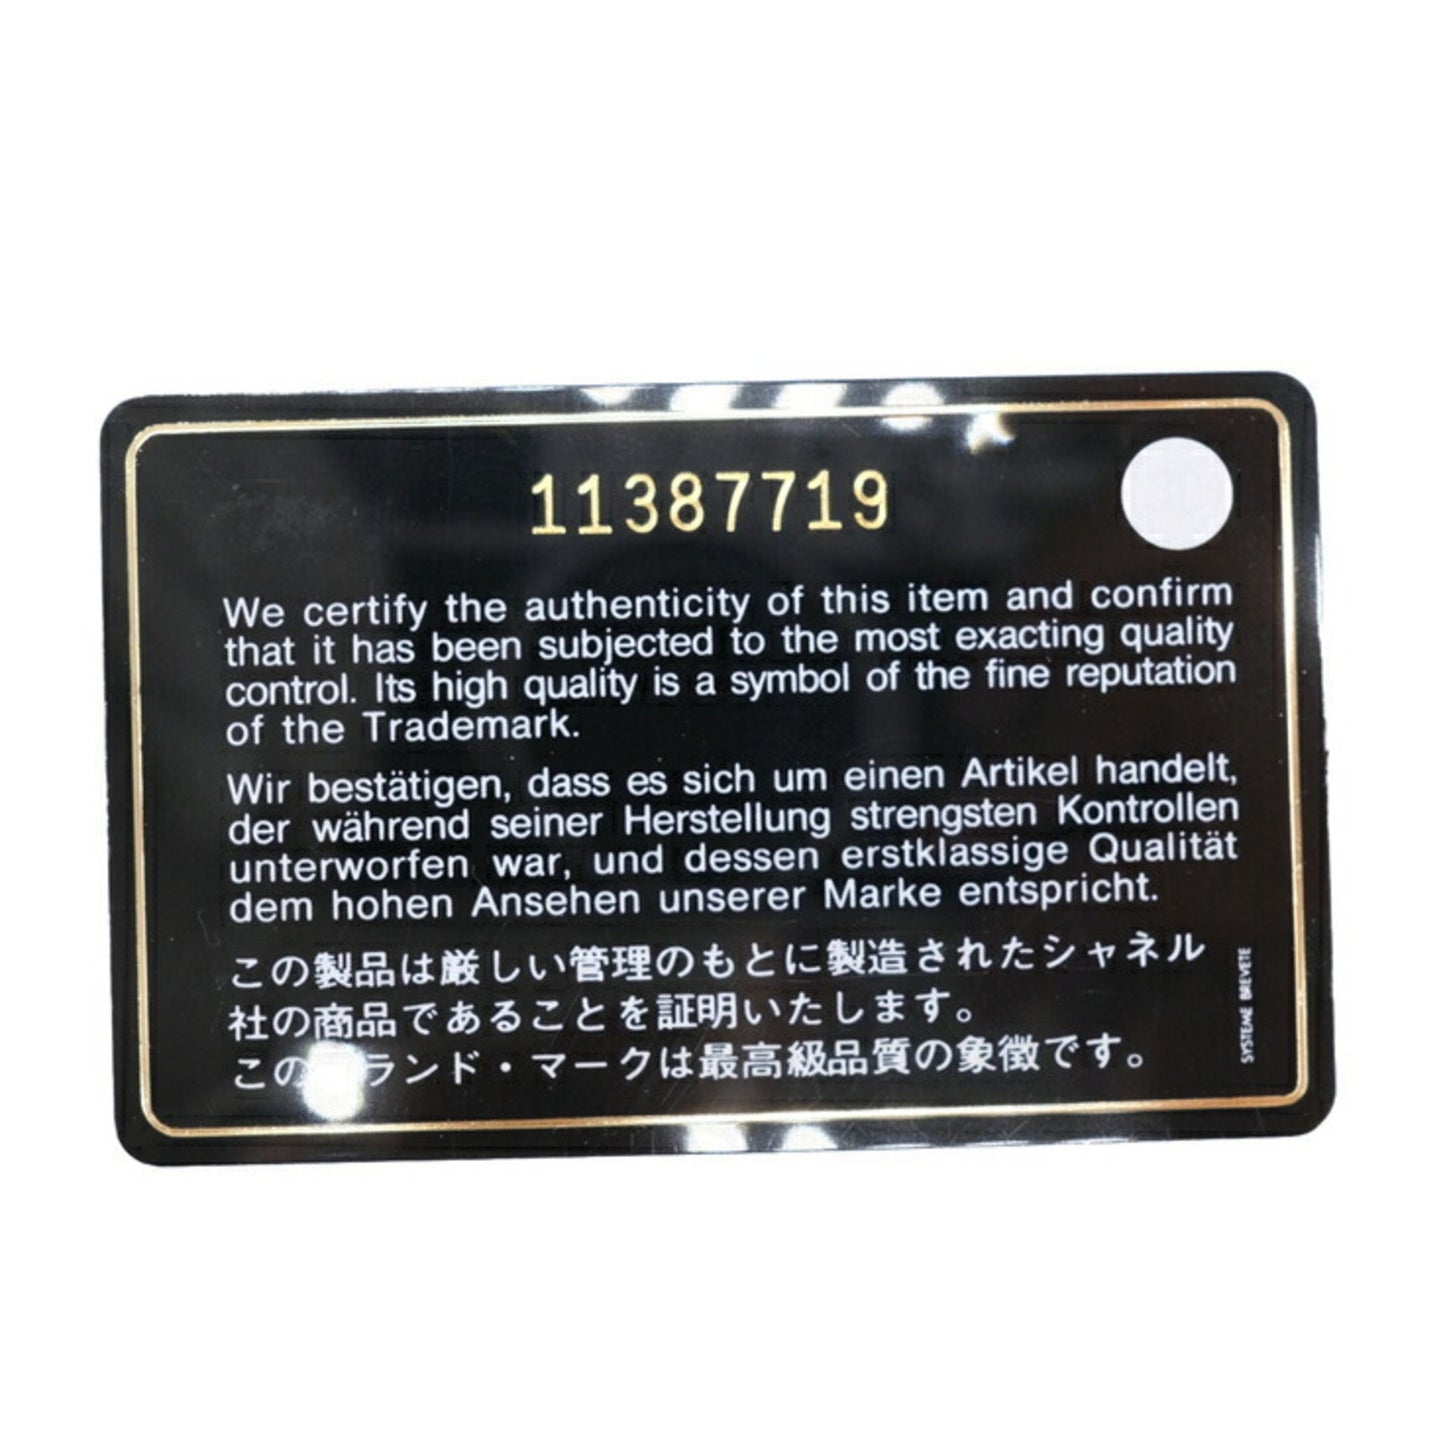 11387719
We certify the authenticity of this item and confirm
that it has been subjected to the most exacting quality
control. Its high quality is a symbol of the fine reputation
of the Trademark.
Wir bestätigen, dass es sich um einen Artikel handelt,
der während seiner Herstellung strengsten Kontrollen
unterworfen war, und dessen erstklassige Qualität
dem hohen Ansehen unserer Marke entspricht.
この製品は厳しい管理のもとに製造されたシャネル
社の商品であることを証明いたします。
このブランド・マークは最高級品質の象徴です。
SYSTEME BREVETE